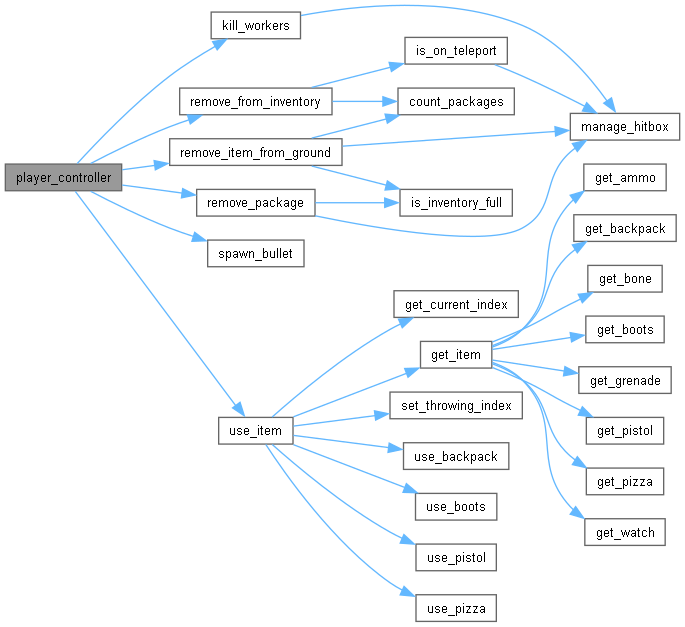 kill_workers
is_on_teleport
remove_from_inventory
count_packages
manage_hitbox
remove_item_from_ground
player_controller
get_ammo
remove_package
is_inventory_full
get_backpack
spawn_bullet
get_bone
get_current_index
get_boots
get_item
get_grenade
set_throwing_index
use_item
get_pistol
use_backpack
get_pizza
use_boots
get_watch
use_pistol
use_pizza